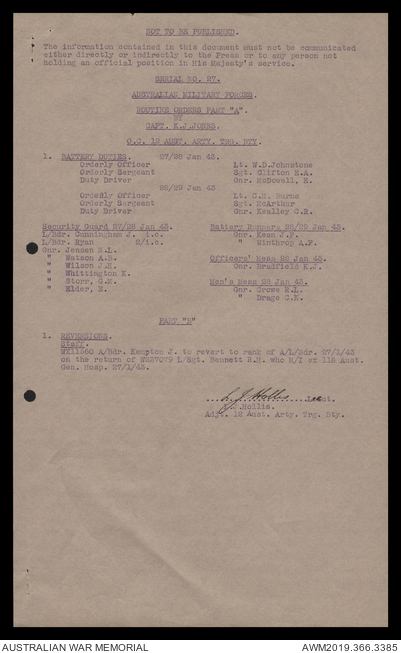 NOT TO BE PUBLISHED.
The information contained in this document must not be communicated
either directly or indirectly to the Press or to any person not
holding an official position in His Majesty's service.
SERIAL NO. 27.
AUSTRALIAN MILITARY FORCES.
ROUTINE ORDERS PART "A".
BY
CAPT. K.J.JONES,
O.C. 12 AUST. ARTY. TRG. BTY.
1. BATTERY DUTIES. 27/28 Jan 43.
Orderly Officer Lt. W.D.Johnstone
Orderly Sergeant Sgt. Clifton E.A.
Duty Driver Gnr. McDowall, E.
28/29 Jan 43
Orderly Officer Lt. C.H. Burns
Orderly Sergeant Sgt. McArthur
Duty Driver Gnr. Kealley C.R.
Security Guard 27/28 Jan 43. Battery Runners 28/29 Jan 43.
L/Bdr. Cunningham J. i.c. Gnr. Kean J.P.
L/Bdr. Ryan 2/i.c. " Winthrop A.F.
Gnr. Jensen N.L.
" Watson A.B. Officers' Mess 28 Jan 43.
" Wilson J.H. Gnr. Bradfield K.J.
" Whittington K.
" Storr, G.M. Men's Mess 28 Jan 43.
" Elder, N. Gnr. Crowe R.L.
" Drage C.K.
PART "B"
1. REVERSIONS.
Staff.
A/Bdr. Kempton J. to revert to rank of A/L/Bdr. 27/1/43
on the return of W237079 L/Sgt. Bennett B.H. who R/I ex 118 Aust.
Gen. Hosp. 27/1/43.
L J Hollis Lieut.
L.J.Hollis.
Adjt. 12 Aust. Arty. Trg. Bty.
AUSTRALIAN WAR MEMORIAL AWM2019.366.3385